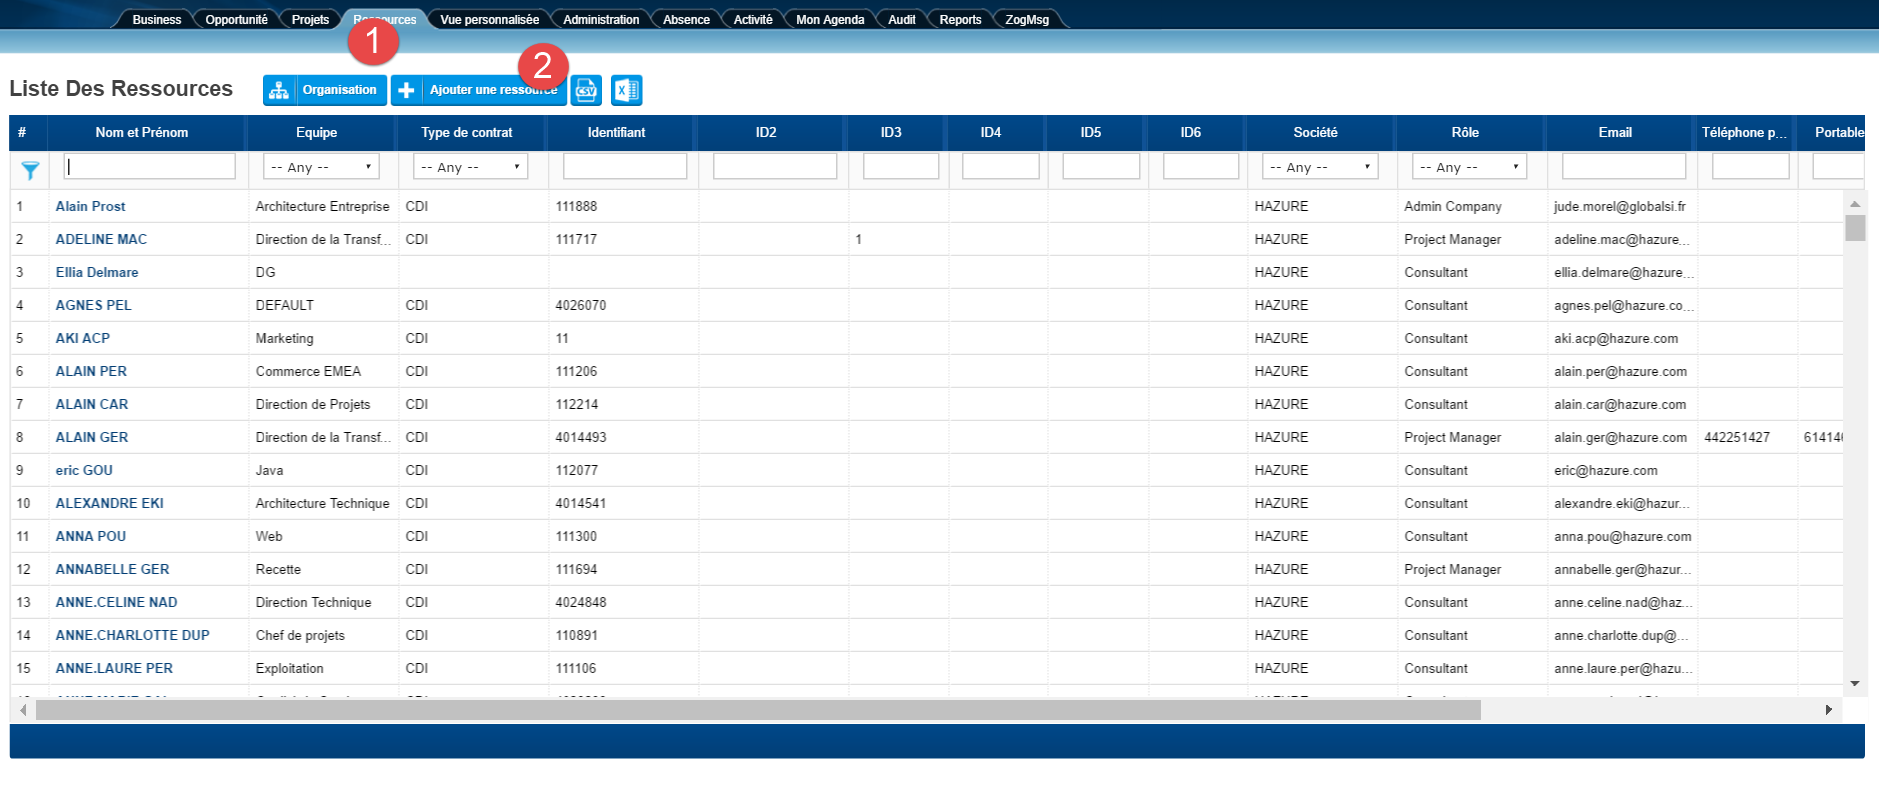 Business Opportunité Projets Ressources Vue personnalisée Administration Absence Activité Mon Agenda Audit Reports ZogMsg
1
2
Liste Des Ressources Organisation Ajouter une ressource CSV X
# Nom et Prénom Equipe Type de contrat Identifiant ID2 ID3 ID4 ID5 ID6 Société Rôle Email Téléphone p... Portable
-- Any -- -- Any -- -- Any -- -- Any --
1 Alain Prost Architecture Entreprise CDI 111888 HAZURE Admin Company jude.morel@globalsi.fr
2 ADELINE MAC Direction de la Transf... CDI 111717 1 HAZURE Project Manager adeline.mac@hazure...
3 Ellia Delmare DG HAZURE Consultant ellia.delmare@hazure...
4 AGNES PEL DEFAULT CDI 4026070 HAZURE Consultant agnes.pel@hazure.co...
5 AKI ACP Marketing CDI 11 HAZURE Consultant aki.acp@hazure.com
6 ALAIN PER Commerce EMEA CDI 111206 HAZURE Consultant alain.per@hazure.com
7 ALAIN CAR Direction de Projets CDI 112214 HAZURE Consultant alain.car@hazure.com
8 ALAIN GER Direction de la Transf... CDI 4014493 HAZURE Project Manager alain.ger@hazure.com 442251427 61414
9 eric GOU Java CDI 112077 HAZURE Consultant eric@hazure.com
10 ALEXANDRE EKI Architecture Technique CDI 4014541 HAZURE Consultant alexandre.eki@hazur...
11 ANNA POU Web CDI 111300 HAZURE Consultant anna.pou@hazure.com
12 ANNABELLE GER Recette CDI 111694 HAZURE Project Manager annabelle.ger@hazur...
13 ANNE.CELINE NAD Direction Technique CDI 4024848 HAZURE Consultant anne.celine.nad@haz...
14 ANNE.CHARLOTTE DUP Chef de projets CDI 110891 HAZURE Consultant anne.charlotte.dup@...
15 ANNE.LAURE PER Exploitation CDI 111106 HAZURE Consultant anne.laure.per@hazu...